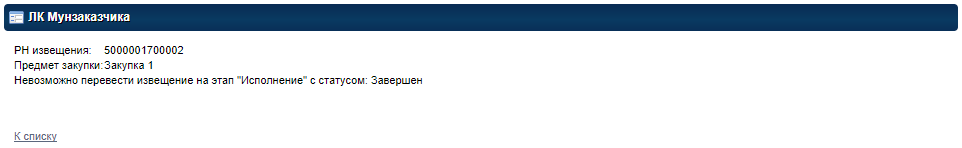 ЛК Мунзаказчика
РН извещения: 5000001700002
Предмет закупки: Закупка 1
Невозможно перевести извещение на этап "Исполнение" с статусом: Завершен
К списку